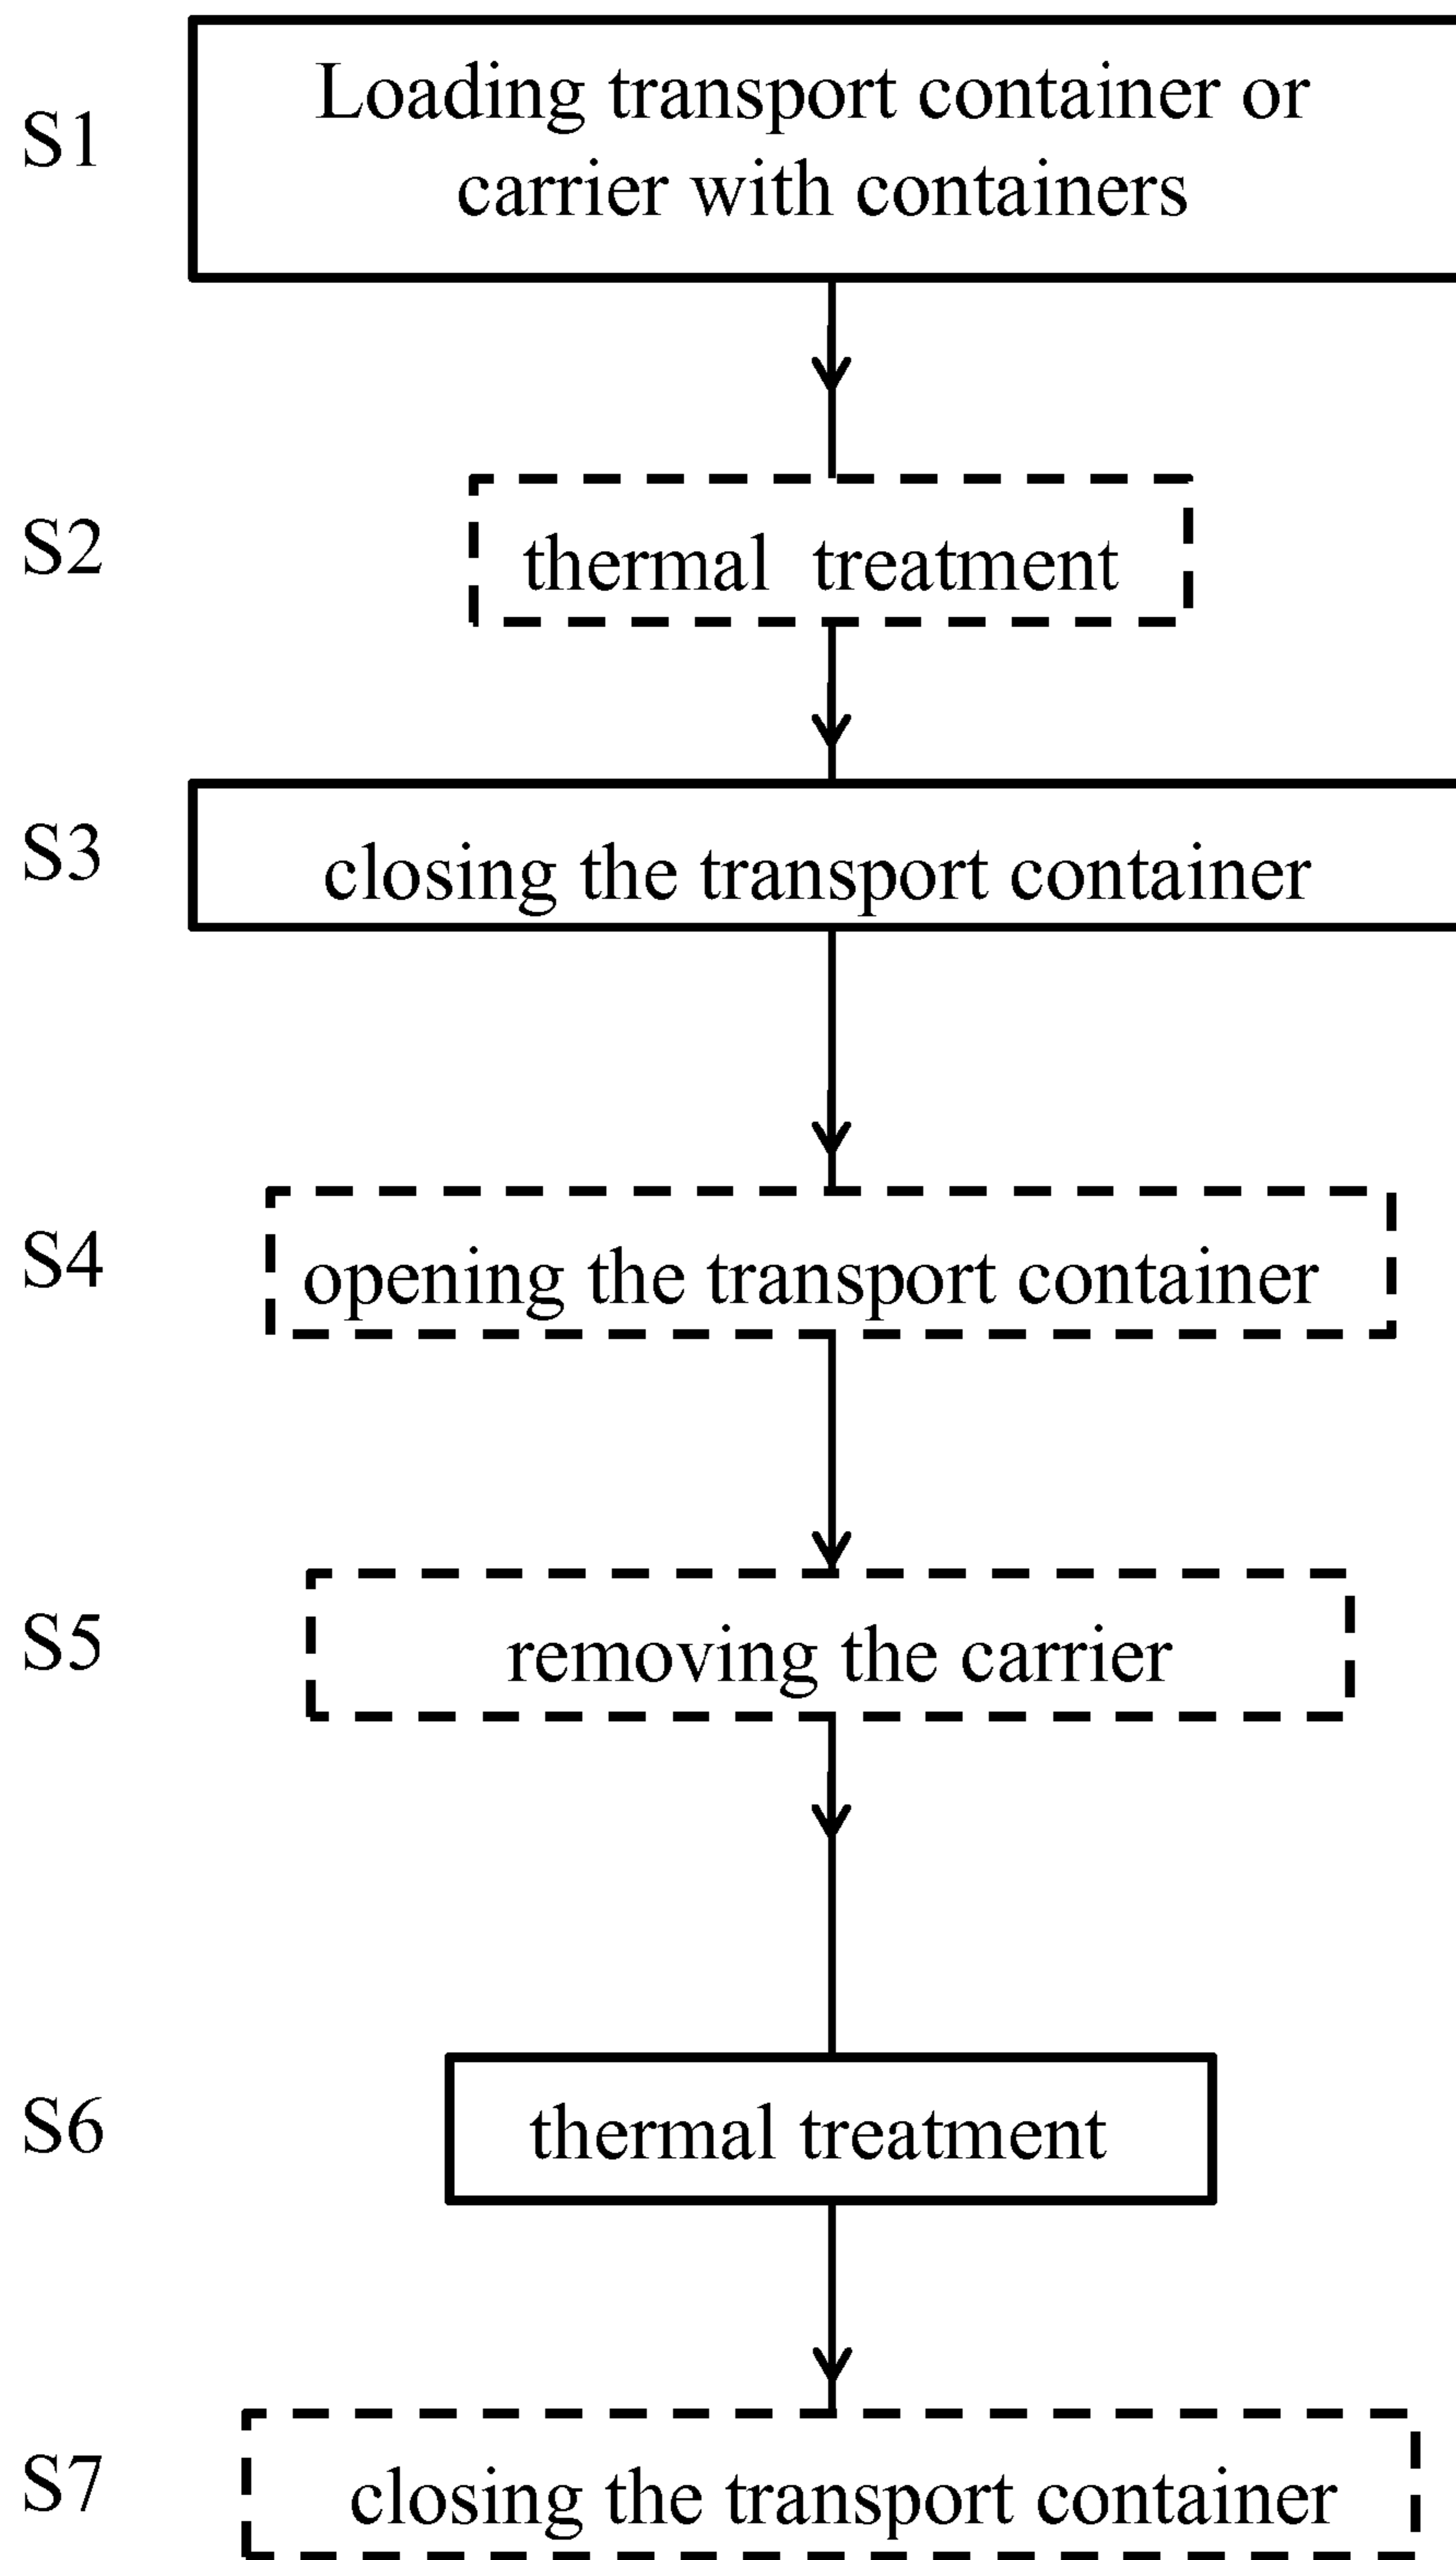 S1
Loading transport container or
carrier with containers
S2
thermal treatment
S3
closing the transport container
S4
opening the transport container
S5
removing the carrier
S6
thermal treatment
S7
closing the transport container